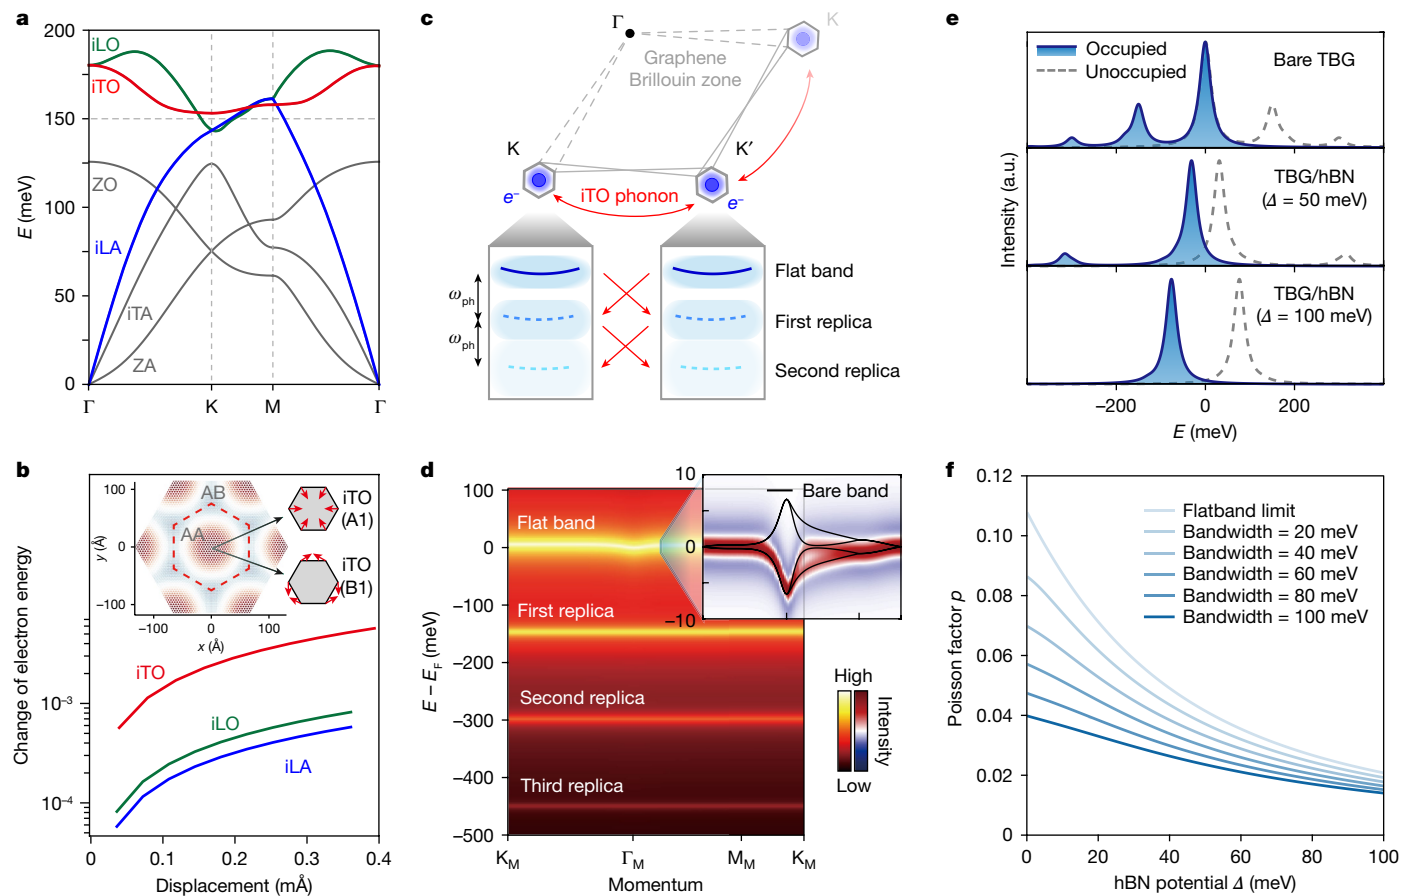 a
200
150
100
50
0
E (meV)
iLO
iTO
ZO
iLA
iTA
ZA
Γ
K
M
Γ
b
Change of electron energy
10⁻³
10⁻⁴
0
0.1
0.2
0.3
0.4
Displacement (mÅ)
iTO
iLO
iLA
100
0
−100
y (Å)
−100
0
100
x (Å)
AB
AA
iTO
(A1)
iTO
(B1)
c
Γ
K
Graphene
Brillouin zone
K
K′
e⁻
iTO phonon
e⁻
Flat band
ω_ph
First replica
ω_ph
Second replica
d
100
0
−100
−200
−300
−400
−500
E − E_F (meV)
Flat band
First replica
Second replica
Third replica
K_M
Γ_M
M_M
K_M
Momentum
10
0
−10
Bare band
High
Intensity
Low
e
Occupied
Unoccupied
Bare TBG
TBG/hBN
(Δ = 50 meV)
TBG/hBN
(Δ = 100 meV)
Intensity (a.u.)
−200
0
200
E (meV)
f
0.12
0.10
0.08
0.06
0.04
0.02
0
Poisson factor p
Flatband limit
Bandwidth = 20 meV
Bandwidth = 40 meV
Bandwidth = 60 meV
Bandwidth = 80 meV
Bandwidth = 100 meV
0
20
40
60
80
100
hBN potential Δ (meV)